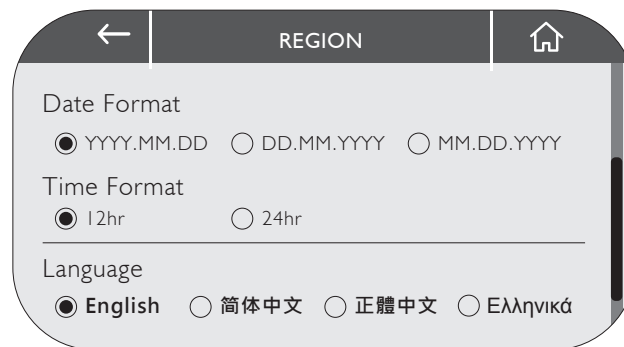 REGION
Date Format
YYYY.MM.DD DD.MM.YYYY MM.DD.YYYY
Time Format
12hr 24hr
Language
English 简体中文 正體中文 Ελληνικά